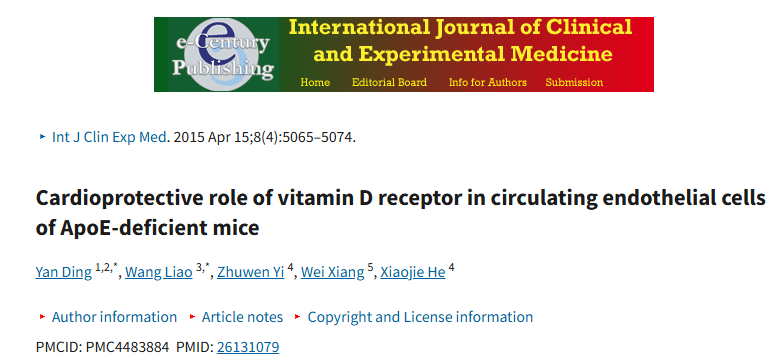 International Journal of Clinical
and Experimental Medicine
e-Century
Publishing
Home Editorial Board Info for Authors Submission
Int J Clin Exp Med. 2015 Apr 15;8(4):5065–5074.
Cardioprotective role of vitamin D receptor in circulating endothelial cells
of ApoE-deficient mice
Yan Ding 1,2,*, Wang Liao 3,*, Zhuwen Yi 4, Wei Xiang 5, Xiaojie He 4
Author information Article notes Copyright and License information
PMCID: PMC4483884 PMID: 26131079